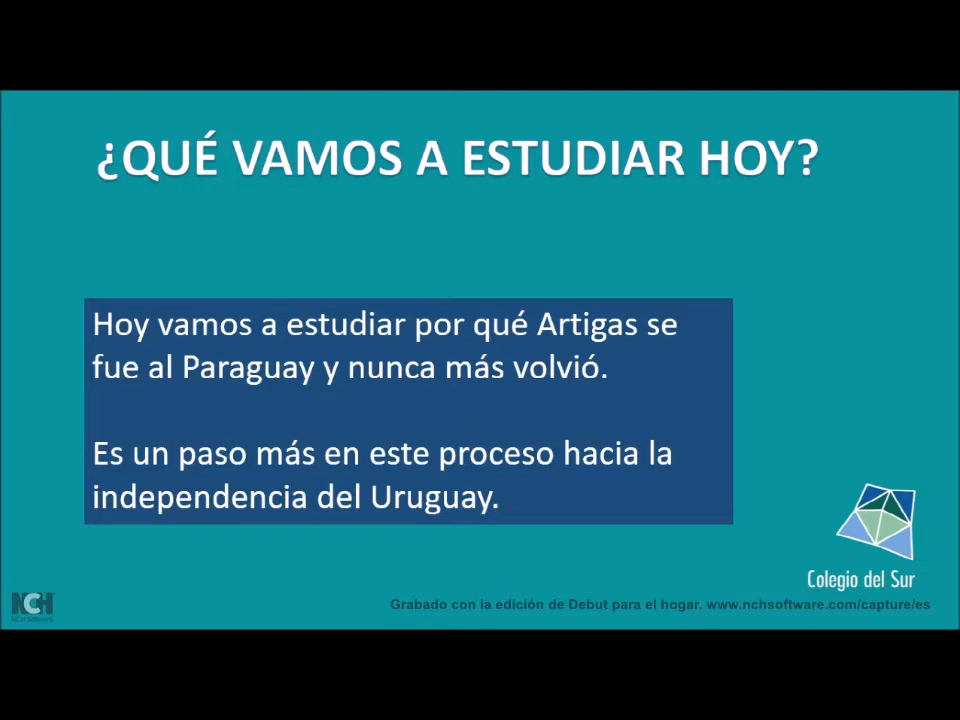 ¿QUÉ VAMOS A ESTUDIAR HOY?
Hoy vamos a estudiar por qué Artigas se
fue al Paraguay y nunca más volvió.
Es un paso más en este proceso hacia la
independencia del Uruguay.
Colegio del Sur
NCH
NCH Software
Grabado con la edición de Debut para el hogar. www.nchsoftware.com/capture/es